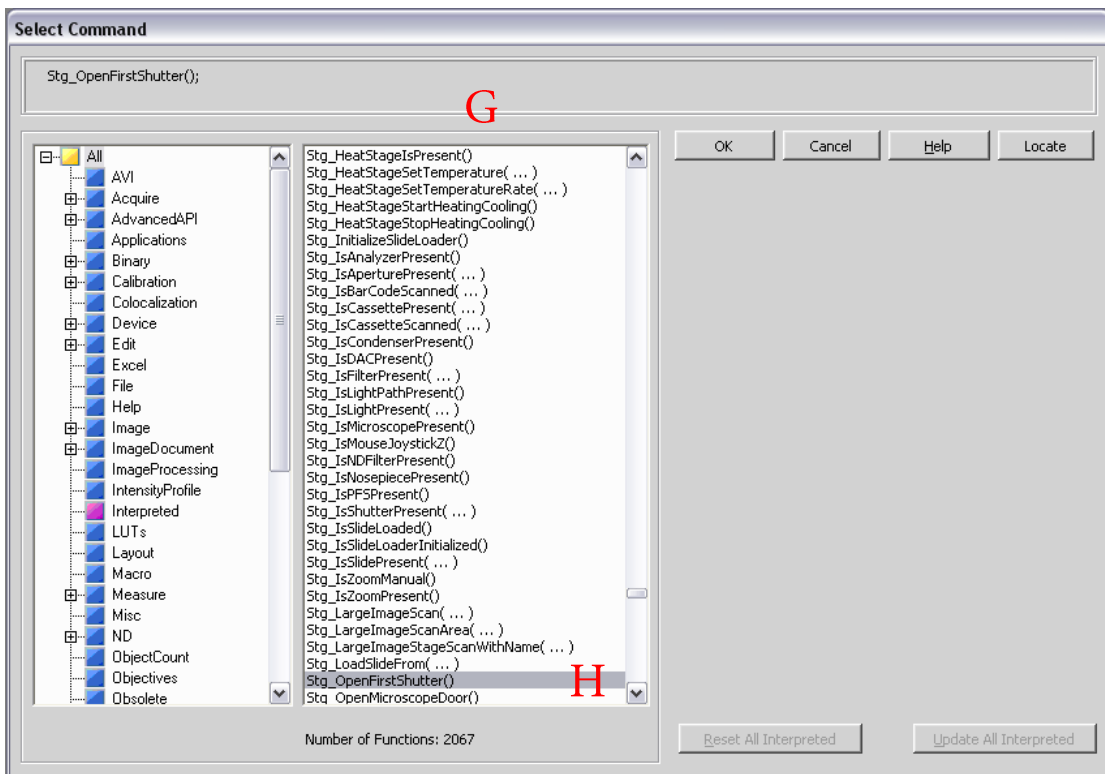 Select Command
Stg_OpenFirstShutter();
G
OK
Cancel
Help
Locate
All
AVI
Acquire
AdvancedAPI
Applications
Binary
Calibration
Colocalization
Device
Edit
Excel
File
Help
Image
ImageDocument
ImageProcessing
IntensityProfile
Interpreted
LUTs
Layout
Macro
Measure
Misc
ND
ObjectCount
Objectives
Obsolete
Stg_HeatStageIsPresent()
Stg_HeatStageSetTemperature( ... )
Stg_HeatStageSetTemperatureRate( ... )
Stg_HeatStageStartHeatingCooling()
Stg_HeatStageStopHeatingCooling()
Stg_InitializeSlideLoader()
Stg_IsAnalyzerPresent()
Stg_IsAperturePresent( ... )
Stg_IsBarCodeScanned( ... )
Stg_IsCassettePresent( ... )
Stg_IsCassetteScanned( ... )
Stg_IsCondenserPresent()
Stg_IsDACPresent()
Stg_IsFilterPresent( ... )
Stg_IsLightPathPresent()
Stg_IsLightPresent( ... )
Stg_IsMicroscopePresent()
Stg_IsMouseJoystickZ()
Stg_IsNDFilterPresent()
Stg_IsNosepiecePresent()
Stg_IsPFSPresent()
Stg_IsShutterPresent( ... )
Stg_IsSlideLoaded()
Stg_IsSlideLoaderInitialized()
Stg_IsSlidePresent( ... )
Stg_IsZoomManual()
Stg_IsZoomPresent()
Stg_LargeImageScan( ... )
Stg_LargeImageScanArea( ... )
Stg_LargeImageStageScanWithName( ... )
Stg_LoadSlideFrom( ... )
Stg_OpenFirstShutter()
H
Stg_OpenMicroscopeDoor()
Number of Functions: 2067
Reset All Interpreted
Update All Interpreted